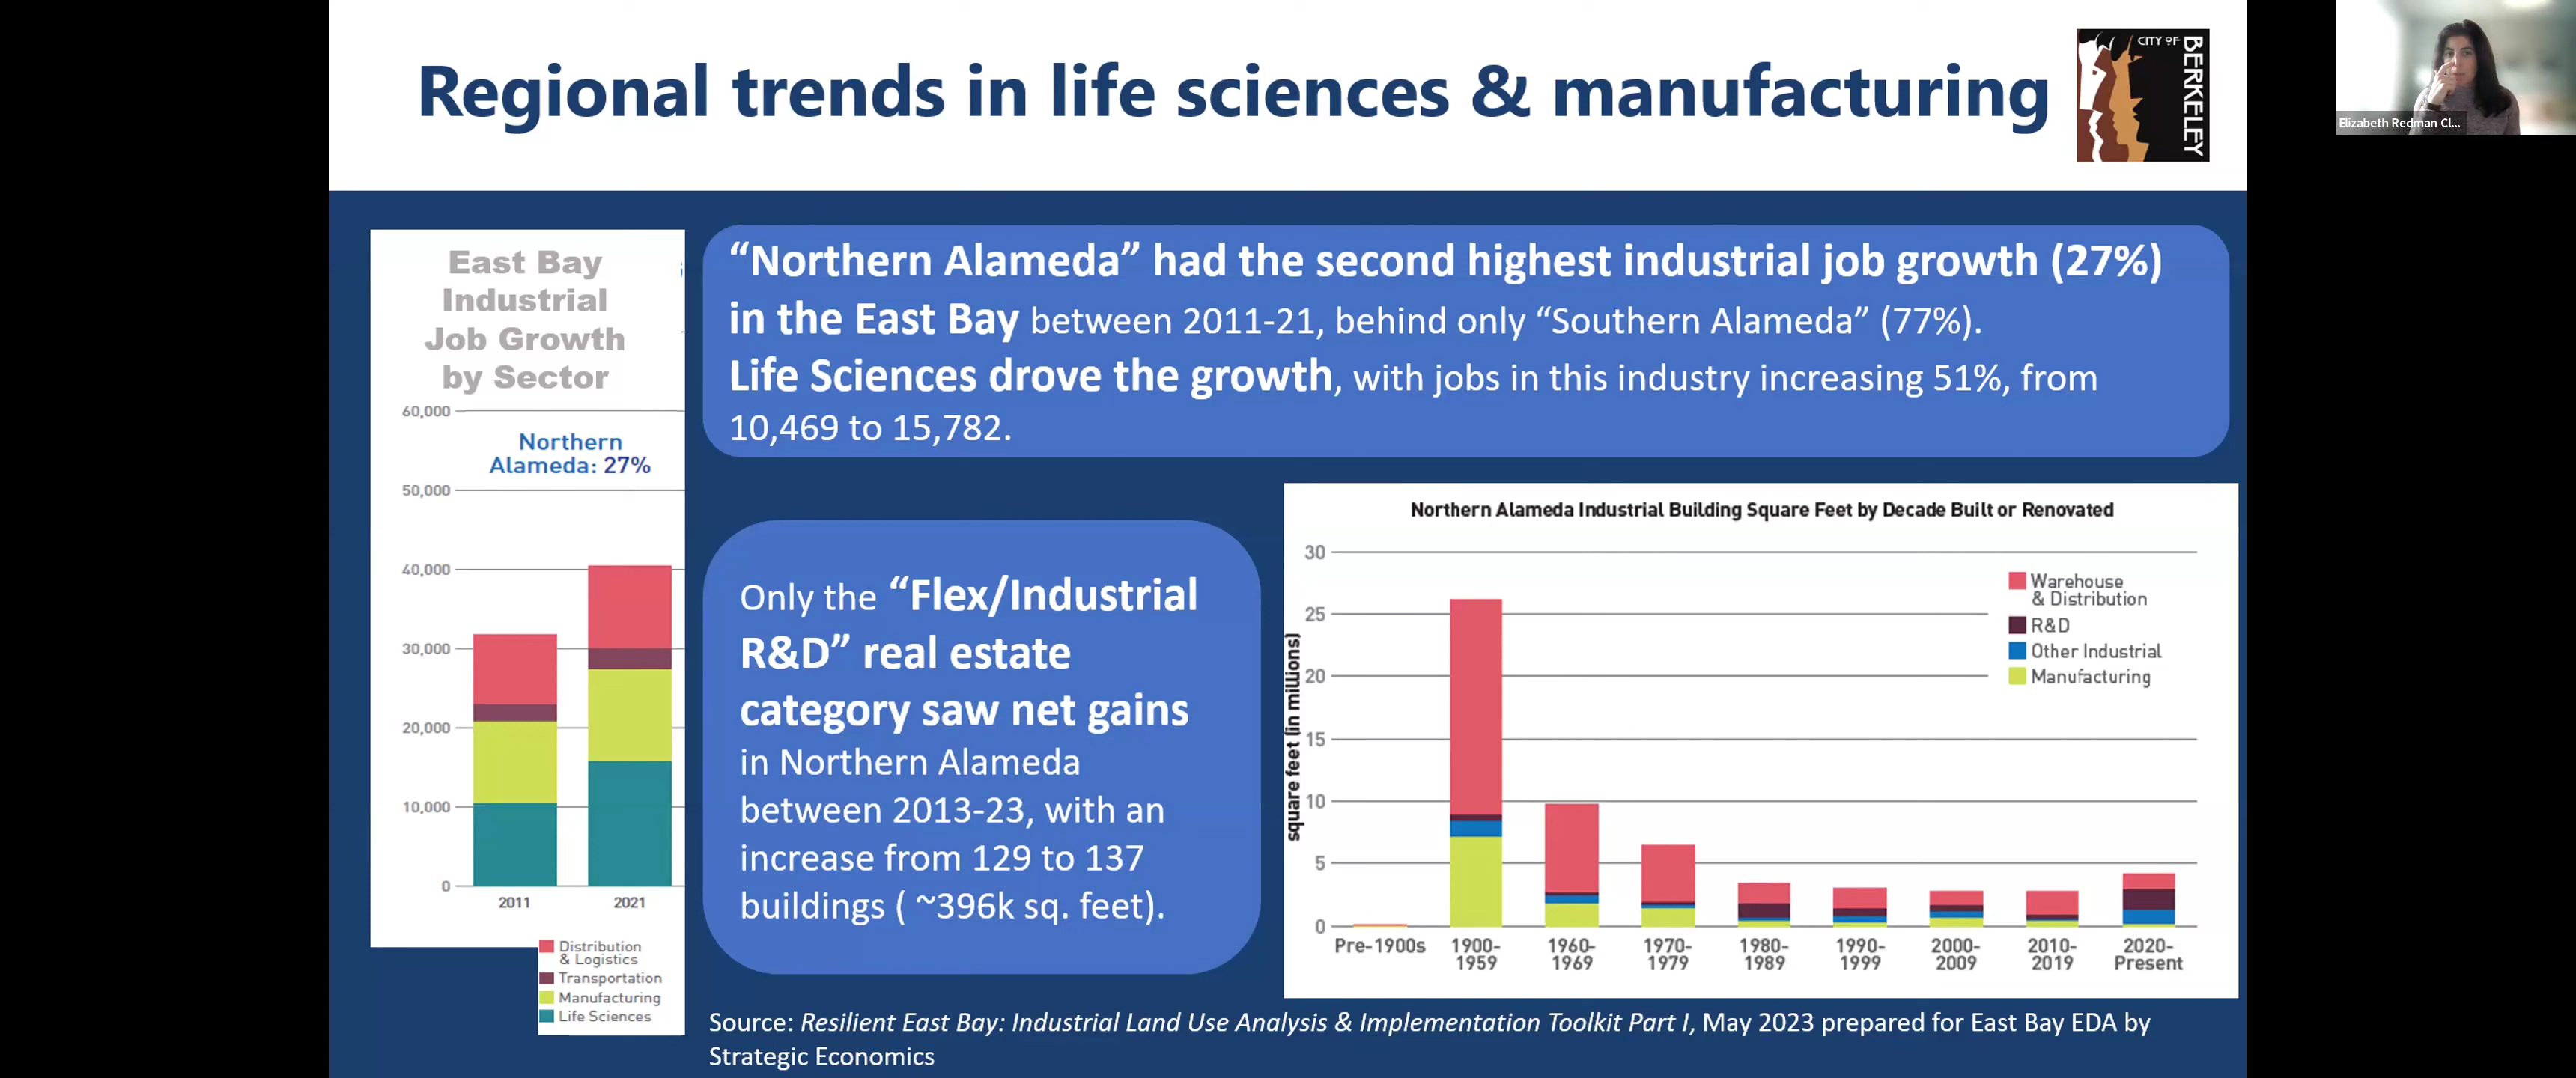 Regional trends in life sciences & manufacturing
CITY OF
BERKELEY
Elizabeth Redman Cl...
East Bay
Industrial
Job Growth
by Sector
60,000
Northern
Alameda: 27%
50,000
40,000
30,000
20,000
10,000
0
2011
2021
Distribution
& Logistics
Transportation
Manufacturing
Life Sciences
“Northern Alameda” had the second highest industrial job growth (27%)
in the East Bay between 2011-21, behind only “Southern Alameda” (77%).
Life Sciences drove the growth, with jobs in this industry increasing 51%, from
10,469 to 15,782.
Only the “Flex/Industrial
R&D” real estate
category saw net gains
in Northern Alameda
between 2013-23, with an
increase from 129 to 137
buildings ( ~396k sq. feet).
Northern Alameda Industrial Building Square Feet by Decade Built or Renovated
square feet (in millions)
30
25
20
15
10
5
0
Warehouse
& Distribution
R&D
Other Industrial
Manufacturing
Pre-1900s
1900-
1959
1960-
1969
1970-
1979
1980-
1989
1990-
1999
2000-
2009
2010-
2019
2020-
Present
Source: Resilient East Bay: Industrial Land Use Analysis & Implementation Toolkit Part I, May 2023 prepared for East Bay EDA by
Strategic Economics